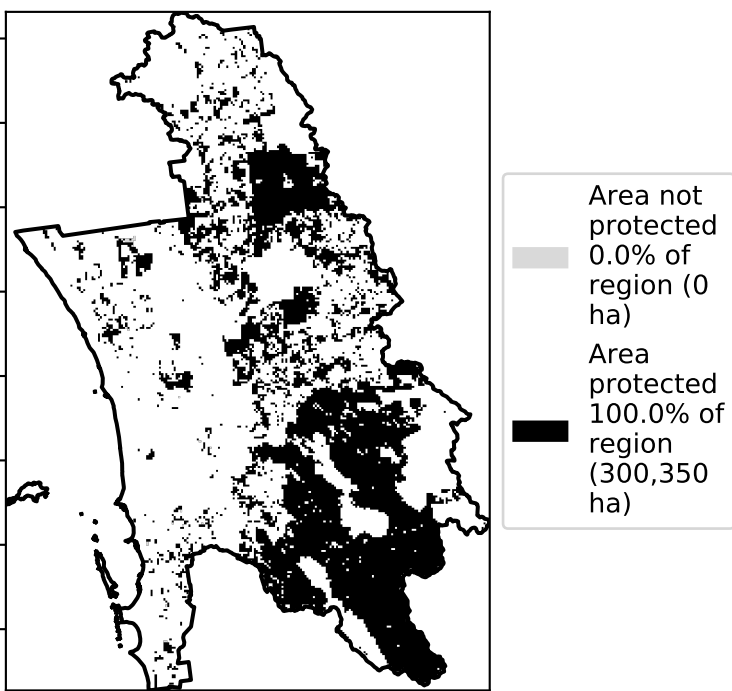 Area not
protected
0.0% of
region (0
ha)
Area
protected
100.0% of
region
(300,350
ha)